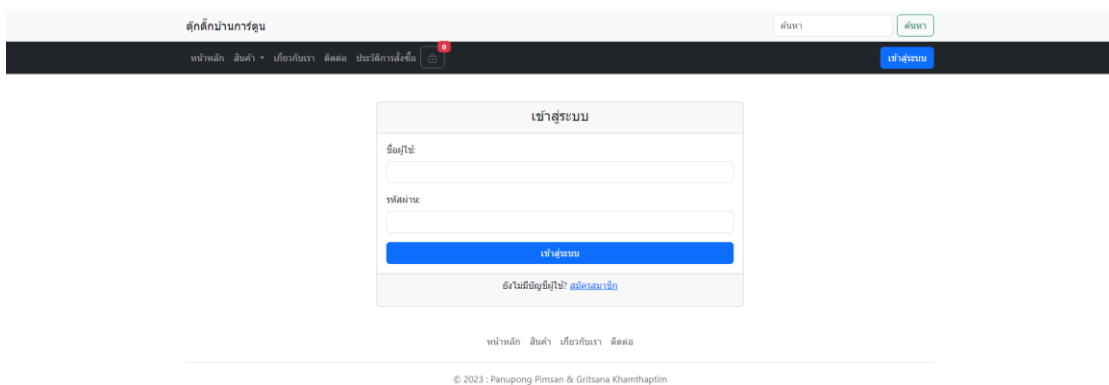 ตุ๊กติ๊กบ้านการ์ตูน ค้นหา ค้นหา
หน้าหลัก สินค้า เกี่ยวกับเรา ติดต่อ ประวัติการสั่งซื้อ 0 เข้าสู่ระบบ
เข้าสู่ระบบ
ชื่อผู้ใช้:
รหัสผ่าน:
เข้าสู่ระบบ
ยังไม่มีบัญชีผู้ใช้? สมัครสมาชิก
หน้าหลัก สินค้า เกี่ยวกับเรา ติดต่อ
© 2023 : Panupong Pimsan & Gritsana Khamthaptim